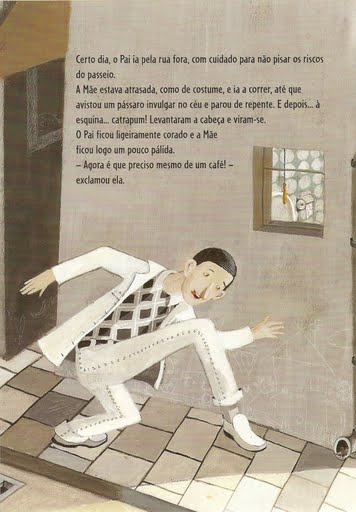 Certo dia, o Pai ia pela rua fora, com cuidado para não pisar os riscos
do passeio.
A Mãe estava atrasada, como de costume, e ia a correr, até que
avistou um pássaro invulgar no céu e parou de repente. E depois... à
esquina... catrapum! Levantaram a cabeça e viram-se.
O Pai ficou ligeiramente corado e a Mãe
ficou logo um pouco pálida.
– Agora é que preciso mesmo de um café! –
exclamou ela.